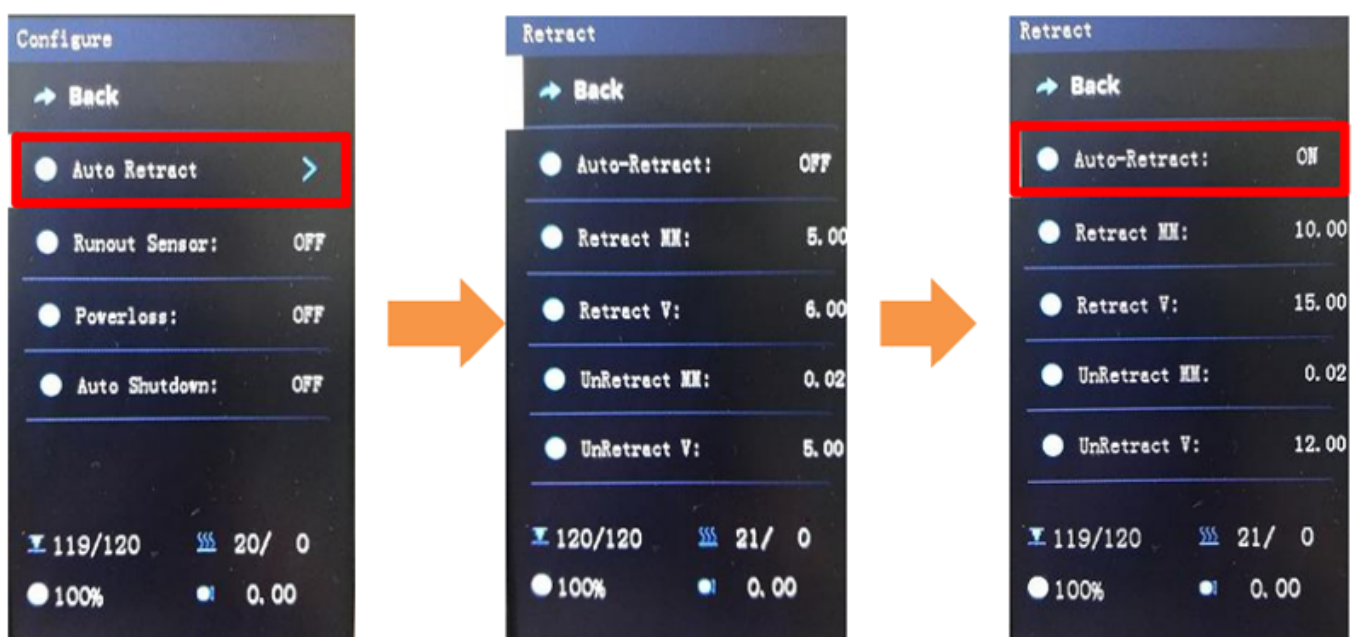 Configure
Back
Auto Retract
Runout Sensor: OFF
Powerloss: OFF
Auto Shutdown: OFF
119/120 20/ 0
100% 0.00
Retract
Back
Auto-Retract: OFF
Retract MM: 5.00
Retract V: 6.00
UnRetract MM: 0.02
UnRetract V: 5.00
120/120 21/ 0
100% 0.00
Retract
Back
Auto-Retract: ON
Retract MM: 10.00
Retract V: 15.00
UnRetract MM: 0.02
UnRetract V: 12.00
119/120 21/ 0
100% 0.00